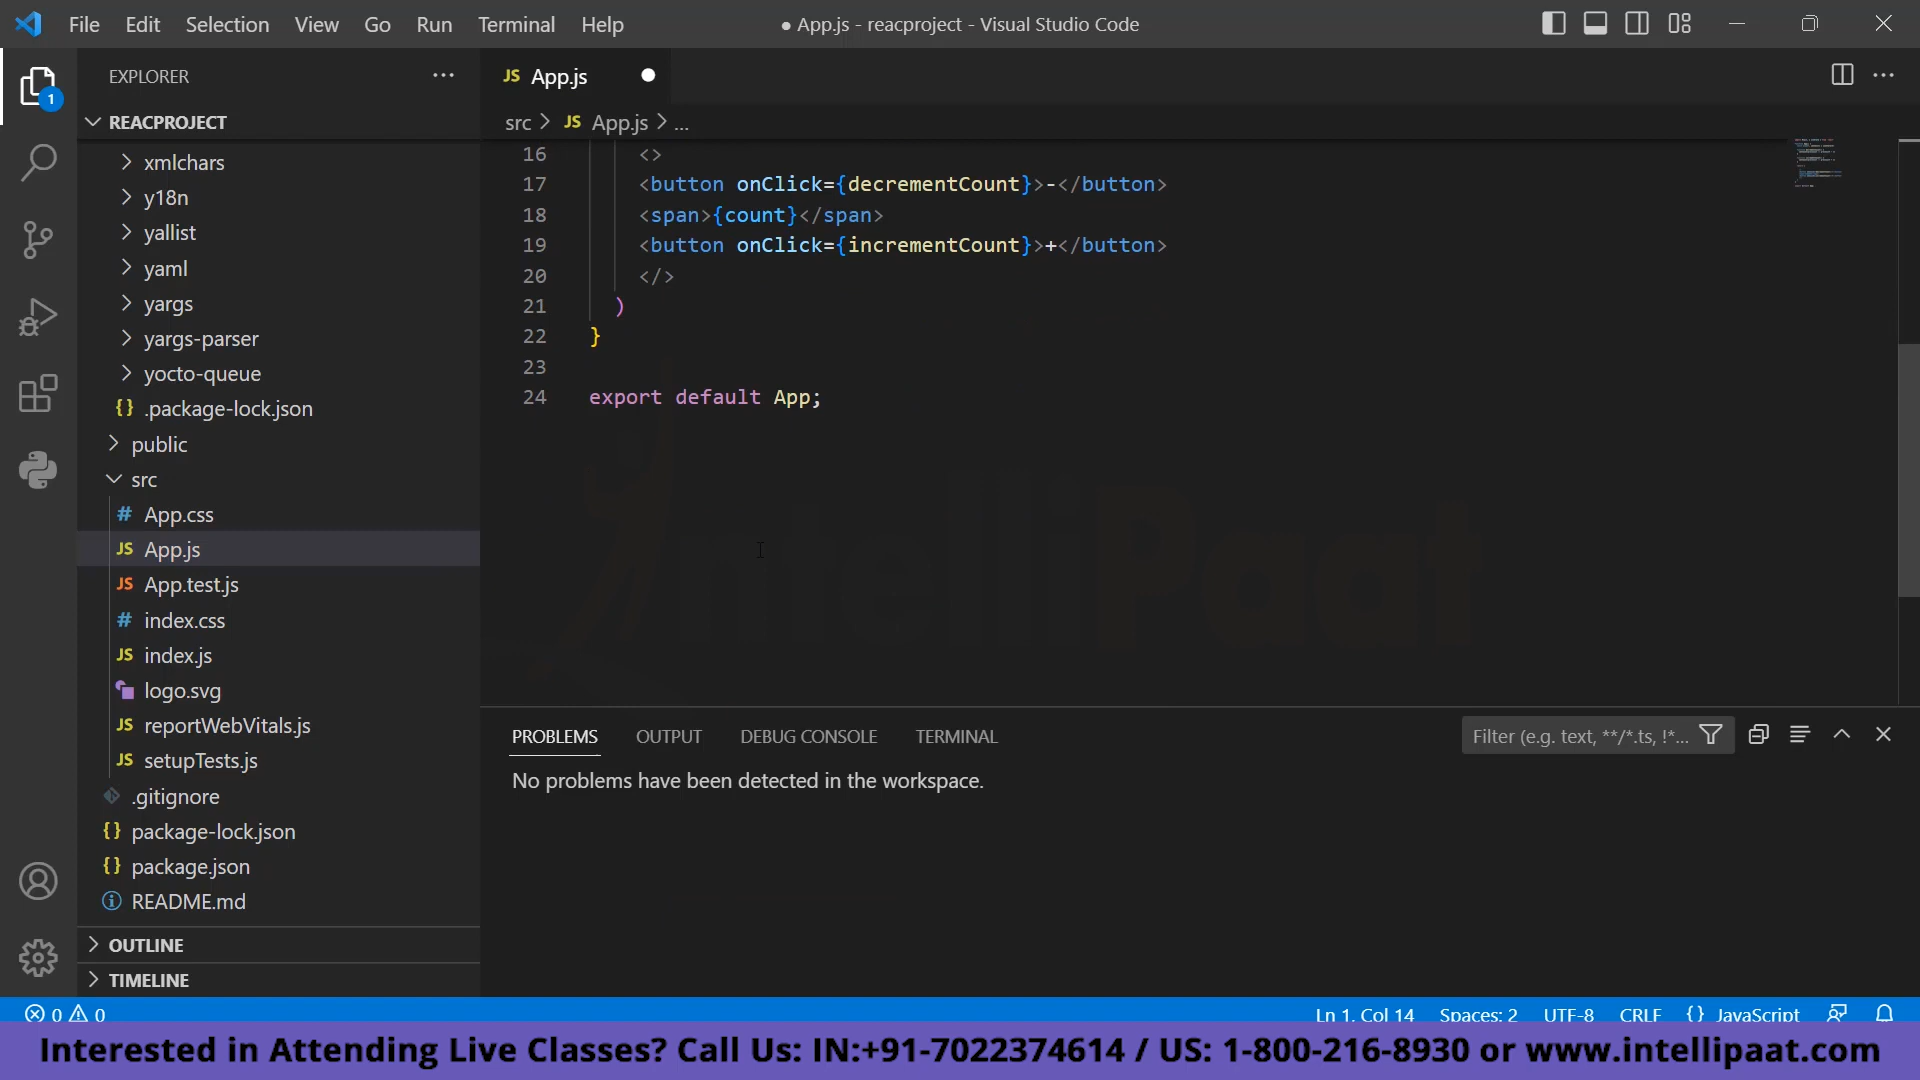 File Edit Selection View Go Run Terminal Help
● App.js - reacproject - Visual Studio Code
EXPLORER
JS App.js
1
REACPROJECT
src > JS App.js > ...
xmlchars
y18n
yallist
yaml
yargs
yargs-parser
yocto-queue
{} .package-lock.json
public
src
# App.css
JS App.js
JS App.test.js
# index.css
JS index.js
logo.svg
JS reportWebVitals.js
JS setupTests.js
.gitignore
{} package-lock.json
{} package.json
README.md
OUTLINE
TIMELINE
16 <>
17 <button onClick={decrementCount}>-</button>
18 <span>{count}</span>
19 <button onClick={incrementCount}>+</button>
20 </>
21 )
22 }
23
24 export default App;
IntelliPaat
PROBLEMS OUTPUT DEBUG CONSOLE TERMINAL
Filter (e.g. text, **/*.ts, !*...
No problems have been detected in the workspace.
0 0
Ln 1, Col 14 Spaces: 2 UTF-8 CRLF {} JavaScript
Interested in Attending Live Classes? Call Us: IN:+91-7022374614 / US: 1-800-216-8930 or www.intellipaat.com